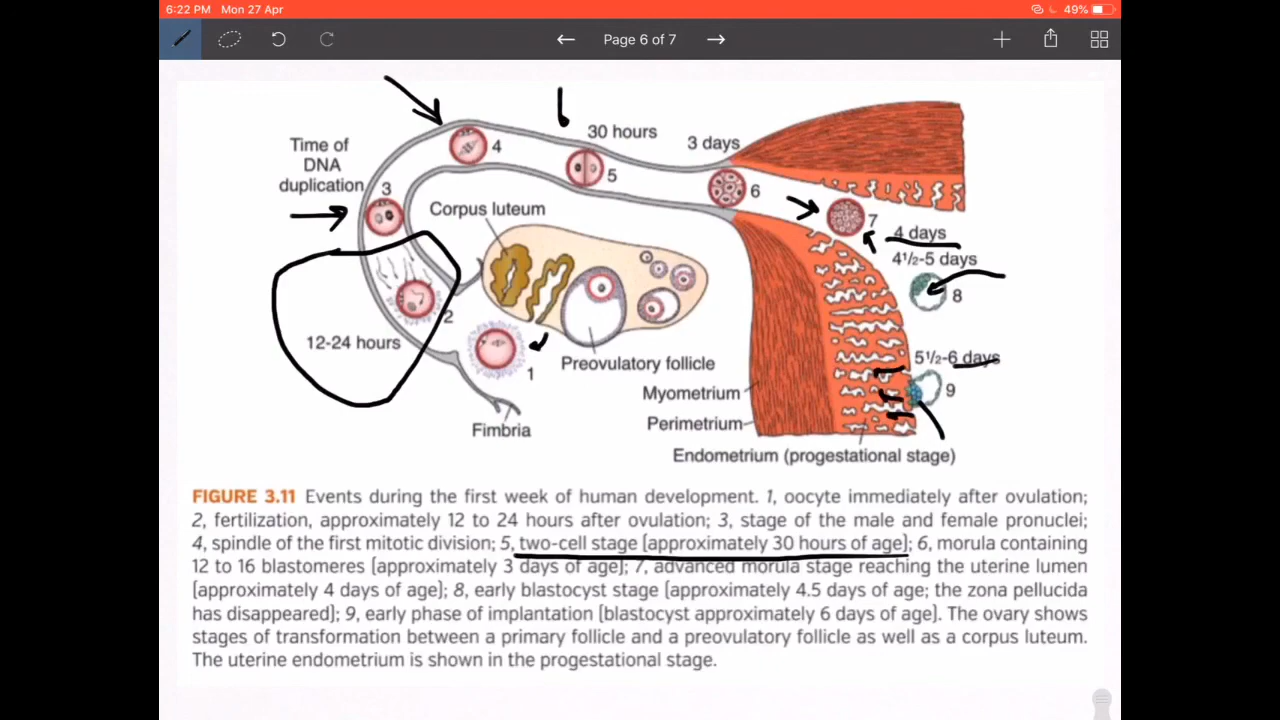 6:22 PM Mon 27 Apr
49%
Page 6 of 7
30 hours
3 days
Time of
DNA
duplication
4
5
6
3
7
Corpus luteum
4 days
4½-5 days
8
2
12-24 hours
1
Preovulatory follicle
5½-6 days
9
Myometrium
Perimetrium
Fimbria
Endometrium (progestational stage)
FIGURE 3.11 Events during the first week of human development. 1, oocyte immediately after ovulation;
2, fertilization, approximately 12 to 24 hours after ovulation; 3, stage of the male and female pronuclei;
4, spindle of the first mitotic division; 5, two-cell stage (approximately 30 hours of age); 6, morula containing
12 to 16 blastomeres (approximately 3 days of age); 7, advanced morula stage reaching the uterine lumen
(approximately 4 days of age); 8, early blastocyst stage (approximately 4.5 days of age; the zona pellucida
has disappeared); 9, early phase of implantation (blastocyst approximately 6 days of age). The ovary shows
stages of transformation between a primary follicle and a preovulatory follicle as well as a corpus luteum.
The uterine endometrium is shown in the progestational stage.